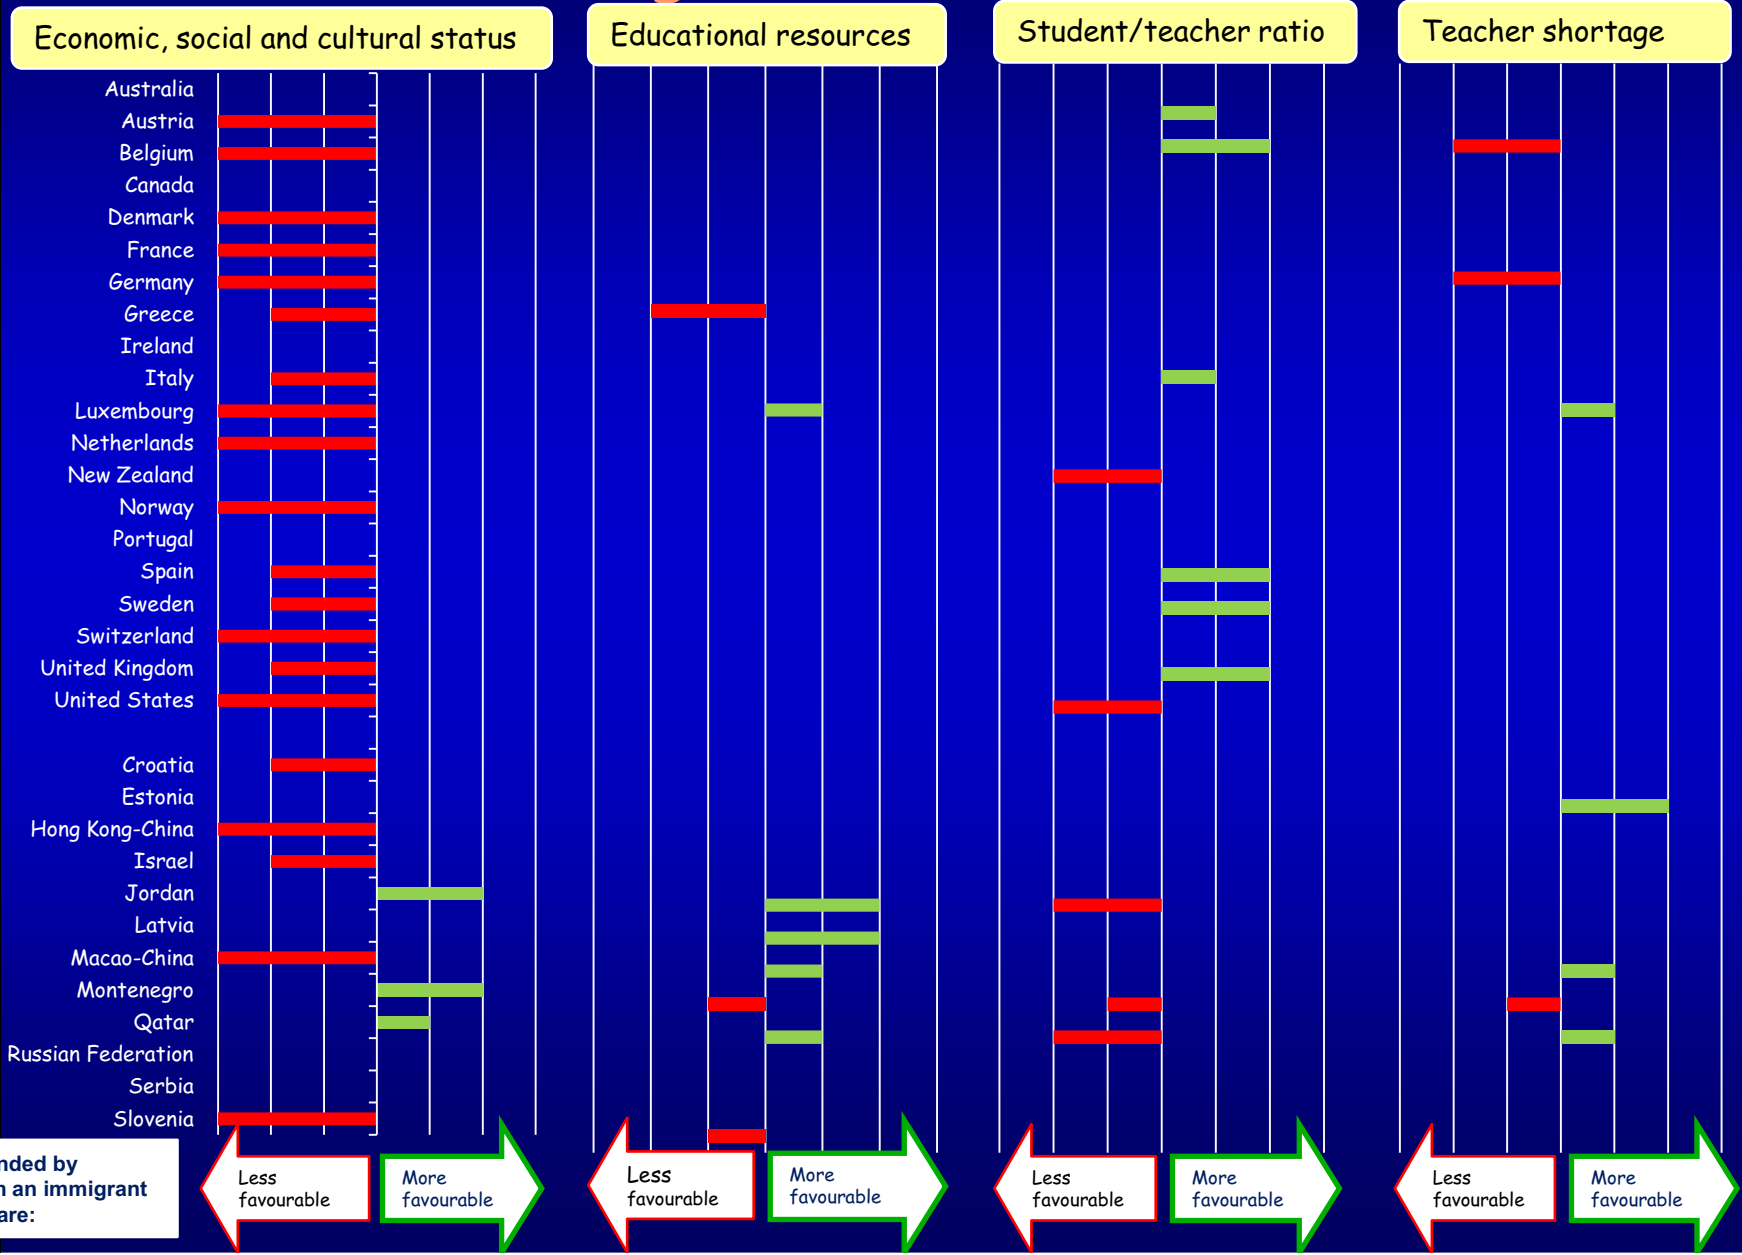 Economic, social and cultural status
Educational resources
Student/teacher ratio
Teacher shortage
Australia
Austria
Belgium
Canada
Denmark
France
Germany
Greece
Ireland
Italy
Luxembourg
Netherlands
New Zealand
Norway
Portugal
Spain
Sweden
Switzerland
United Kingdom
United States
Croatia
Estonia
Hong Kong-China
Israel
Jordan
Latvia
Macao-China
Montenegro
Qatar
Russian Federation
Serbia
Slovenia
nded by
n an immigrant
are:
Less
favourable
More
favourable
Less
favourable
More
favourable
Less
favourable
More
favourable
Less
favourable
More
favourable